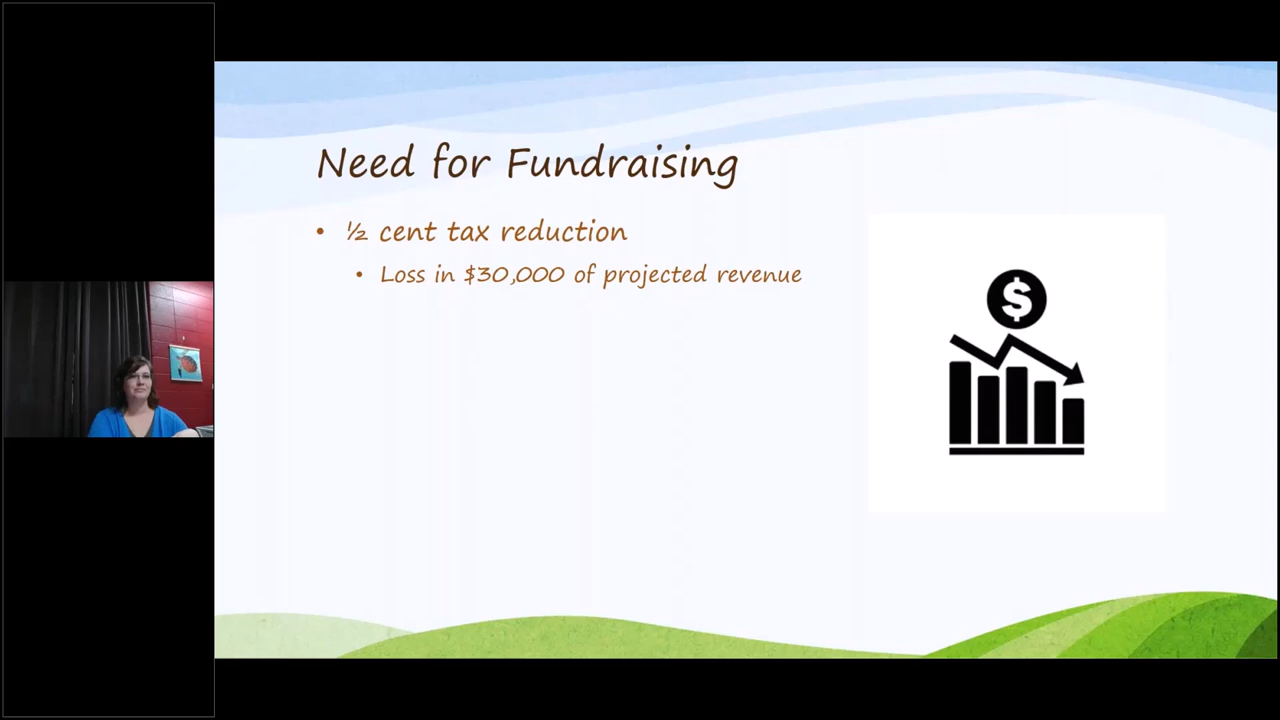 Need for Fundraising
• ½ cent tax reduction
• Loss in $30,000 of projected revenue
$